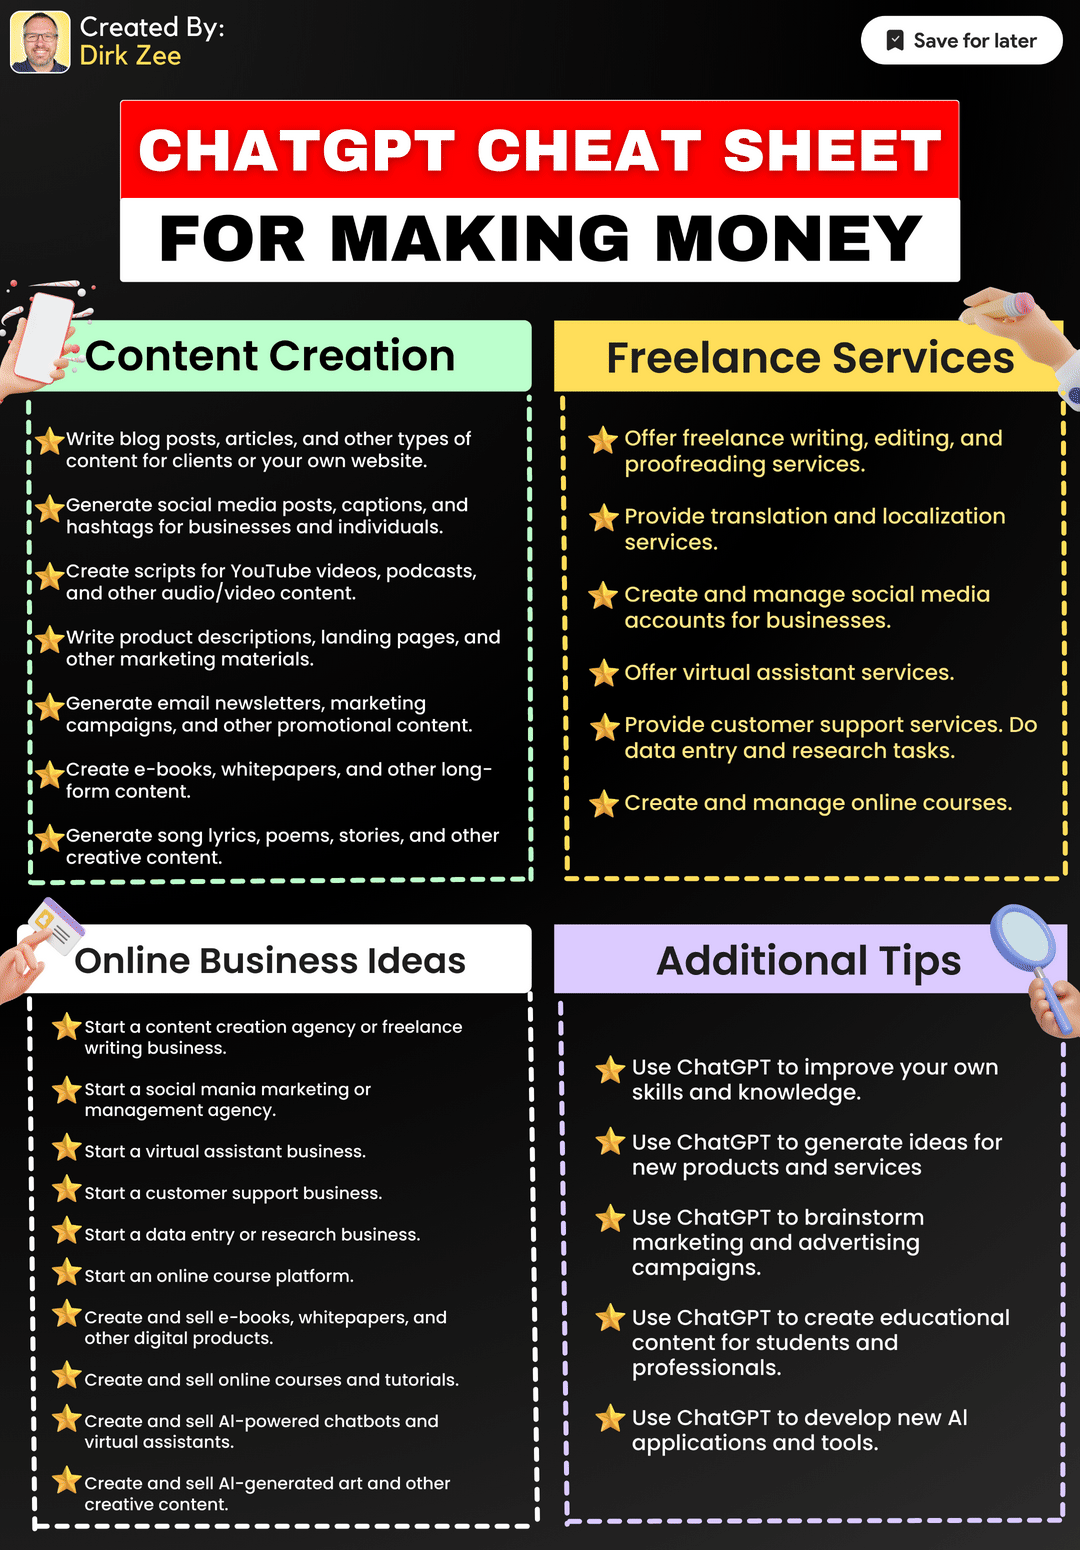 Created By:
Dirk Zee
Save for later
CHATGPT CHEAT SHEET
FOR MAKING MONEY
Content Creation
Write blog posts, articles, and other types of
content for clients or your own website.
Generate social media posts, captions, and
hashtags for businesses and individuals.
Create scripts for YouTube videos, podcasts,
and other audio/video content.
Write product descriptions, landing pages, and
other marketing materials.
Generate email newsletters, marketing
campaigns, and other promotional content.
Create e-books, whitepapers, and other long-
form content.
Generate song lyrics, poems, stories, and other
creative content.
Freelance Services
Offer freelance writing, editing, and
proofreading services.
Provide translation and localization
services.
Create and manage social media
accounts for businesses.
Offer virtual assistant services.
Provide customer support services. Do
data entry and research tasks.
Create and manage online courses.
Online Business Ideas
Start a content creation agency or freelance
writing business.
Start a social mania marketing or
management agency.
Start a virtual assistant business.
Start a customer support business.
Start a data entry or research business.
Start an online course platform.
Create and sell e-books, whitepapers, and
other digital products.
Create and sell online courses and tutorials.
Create and sell AI-powered chatbots and
virtual assistants.
Create and sell AI-generated art and other
creative content.
Additional Tips
Use ChatGPT to improve your own
skills and knowledge.
Use ChatGPT to generate ideas for
new products and services
Use ChatGPT to brainstorm
marketing and advertising
campaigns.
Use ChatGPT to create educational
content for students and
professionals.
Use ChatGPT to develop new AI
applications and tools.